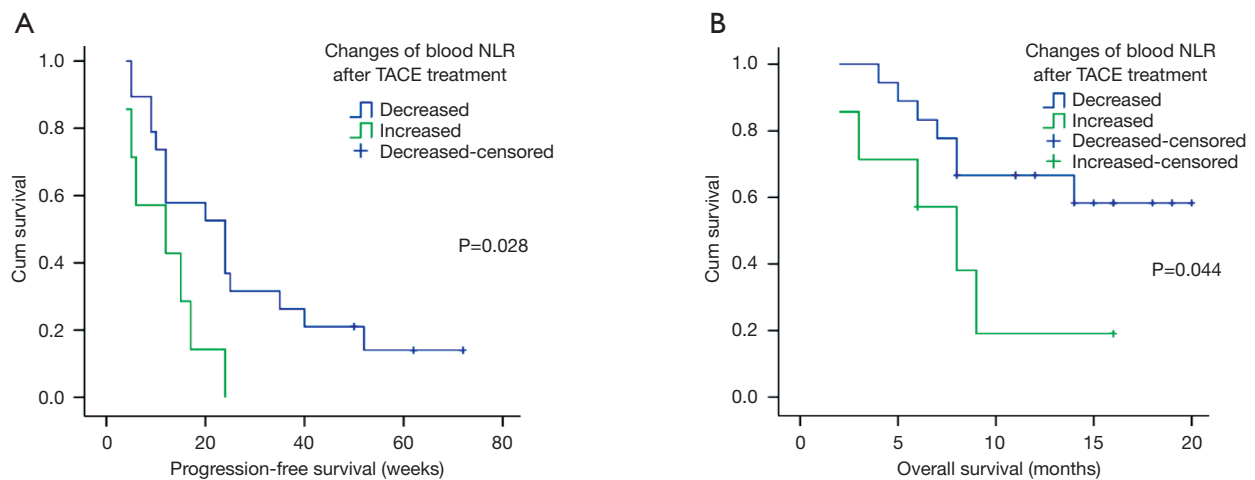 A
Changes of blood NLR
after TACE treatment
Decreased
Increased
Decreased-censored
P=0.028
Cum survival
1.0
0.8
0.6
0.4
0.2
0.0
0 20 40 60 80
Progression-free survival (weeks)
B
Changes of blood NLR
after TACE treatment
Decreased
Increased
Decreased-censored
Increased-censored
P=0.044
Cum survival
1.0
0.8
0.6
0.4
0.2
0.0
0 5 10 15 20
Overall survival (months)